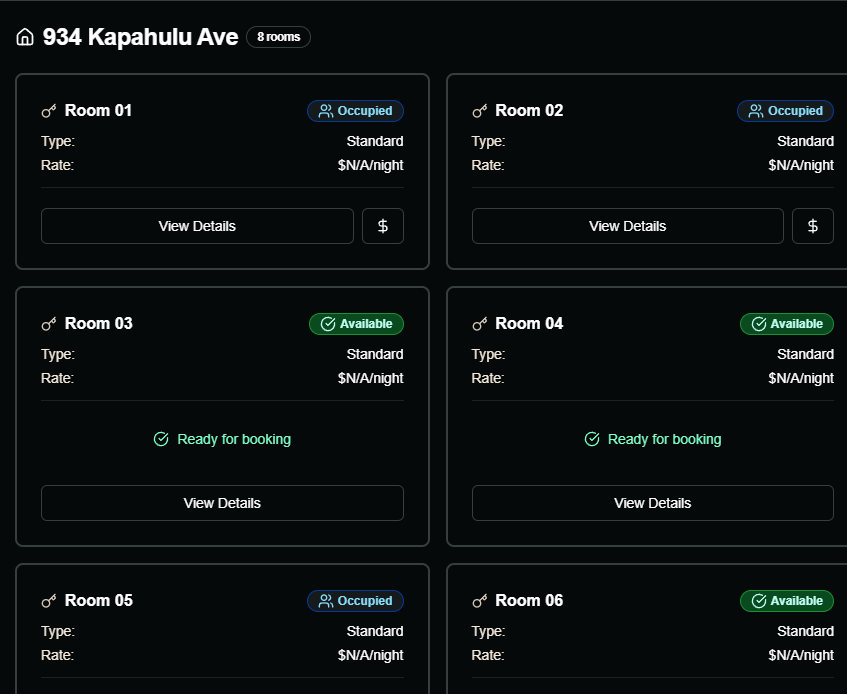 934 Kapahulu Ave 8 rooms
Room 01 Occupied
Type: Standard
Rate: $N/A/night
View Details $
Room 02 Occupied
Type: Standard
Rate: $N/A/night
View Details $
Room 03 Available
Type: Standard
Rate: $N/A/night
Ready for booking
View Details
Room 04 Available
Type: Standard
Rate: $N/A/night
Ready for booking
View Details
Room 05 Occupied
Type: Standard
Rate: $N/A/night
Room 06 Available
Type: Standard
Rate: $N/A/night